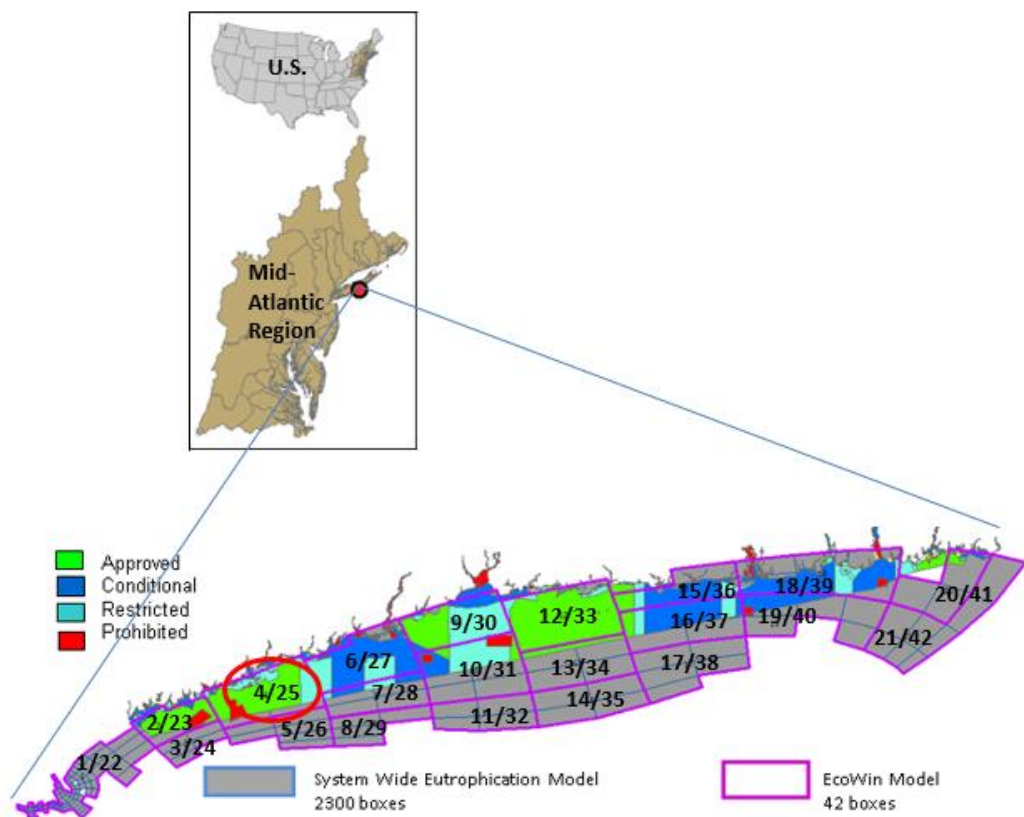 U.S.
Mid-
Atlantic
Region
Approved
Conditional
Restricted
Prohibited
1/22
2/23
3/24
4/25
5/26
6/27
7/28
8/29
9/30
10/31
11/32
12/33
13/34
14/35
15/36
16/37
17/38
18/39
19/40
20/41
21/42
System Wide Eutrophication Model
2300 boxes
EcoWin Model
42 boxes